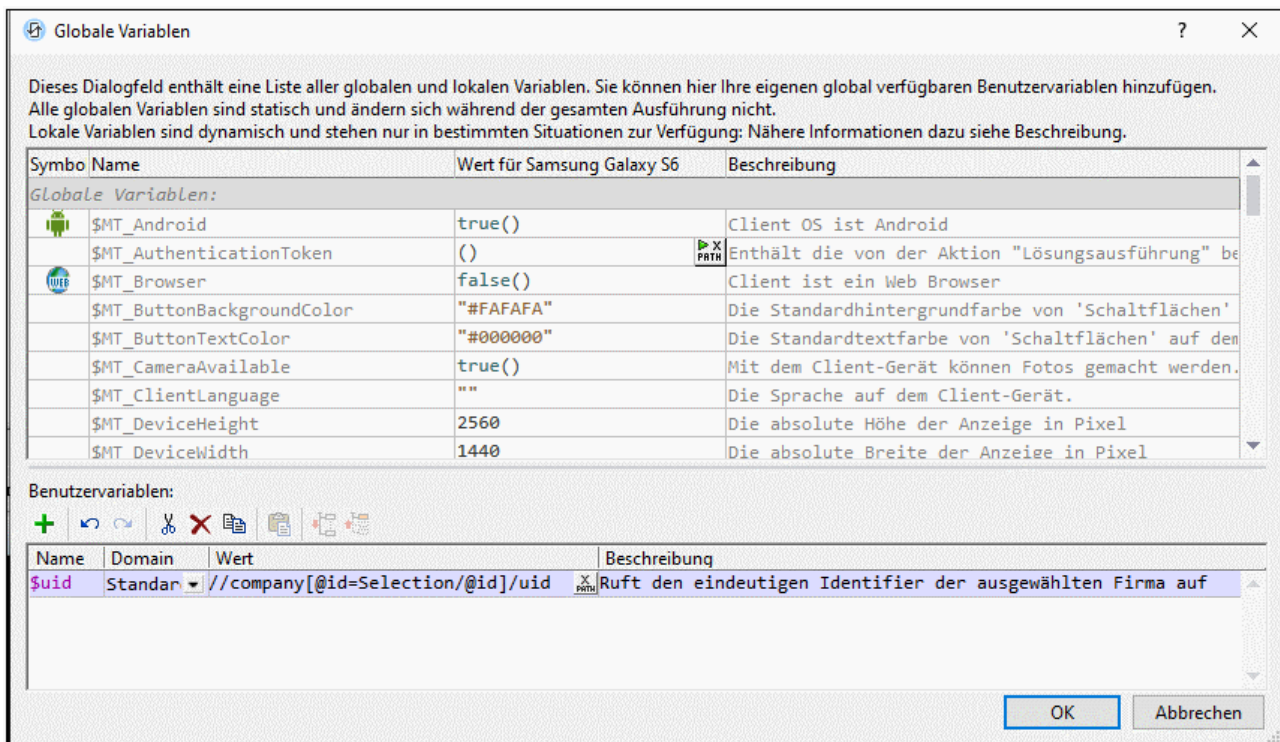 Globale Variablen
?
Dieses Dialogfeld enthält eine Liste aller globalen und lokalen Variablen. Sie können hier Ihre eigenen global verfügbaren Benutzervariablen hinzufügen.
Alle globalen Variablen sind statisch und ändern sich während der gesamten Ausführung nicht.
Lokale Variablen sind dynamisch und stehen nur in bestimmten Situationen zur Verfügung: Nähere Informationen dazu siehe Beschreibung.
Symbo Name Wert für Samsung Galaxy S6 Beschreibung
Globale Variablen:
$MT_Android true() Client OS ist Android
$MT_AuthenticationToken () X PATH Enthält die von der Aktion "Lösungsausführung" be
WEB $MT_Browser false() Client ist ein Web Browser
$MT_ButtonBackgroundColor "#FAFAFA" Die Standardhintergrundfarbe von 'Schaltflächen'
$MT_ButtonTextColor "#000000" Die Standardtextfarbe von 'Schaltflächen' auf dem
$MT_CameraAvailable true() Mit dem Client-Gerät können Fotos gemacht werden.
$MT_ClientLanguage "" Die Sprache auf dem Client-Gerät.
$MT_DeviceHeight 2560 Die absolute Höhe der Anzeige in Pixel
$MT_DeviceWidth 1440 Die absolute Breite der Anzeige in Pixel
Benutzervariablen:
Name Domain Wert Beschreibung
$uid Standar //company[@id=Selection/@id]/uid X PATH Ruft den eindeutigen Identifier der ausgewählten Firma auf
OK Abbrechen